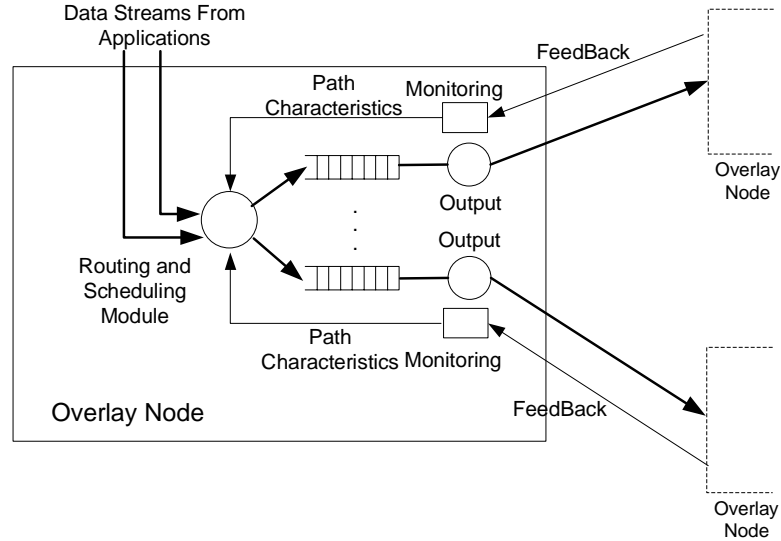 Data Streams From
Applications
FeedBack
Path
Characteristics
Monitoring
Overlay
Node
Output
Output
Routing and
Scheduling
Module
Path
Characteristics
Monitoring
Overlay Node
FeedBack
Overlay
Node